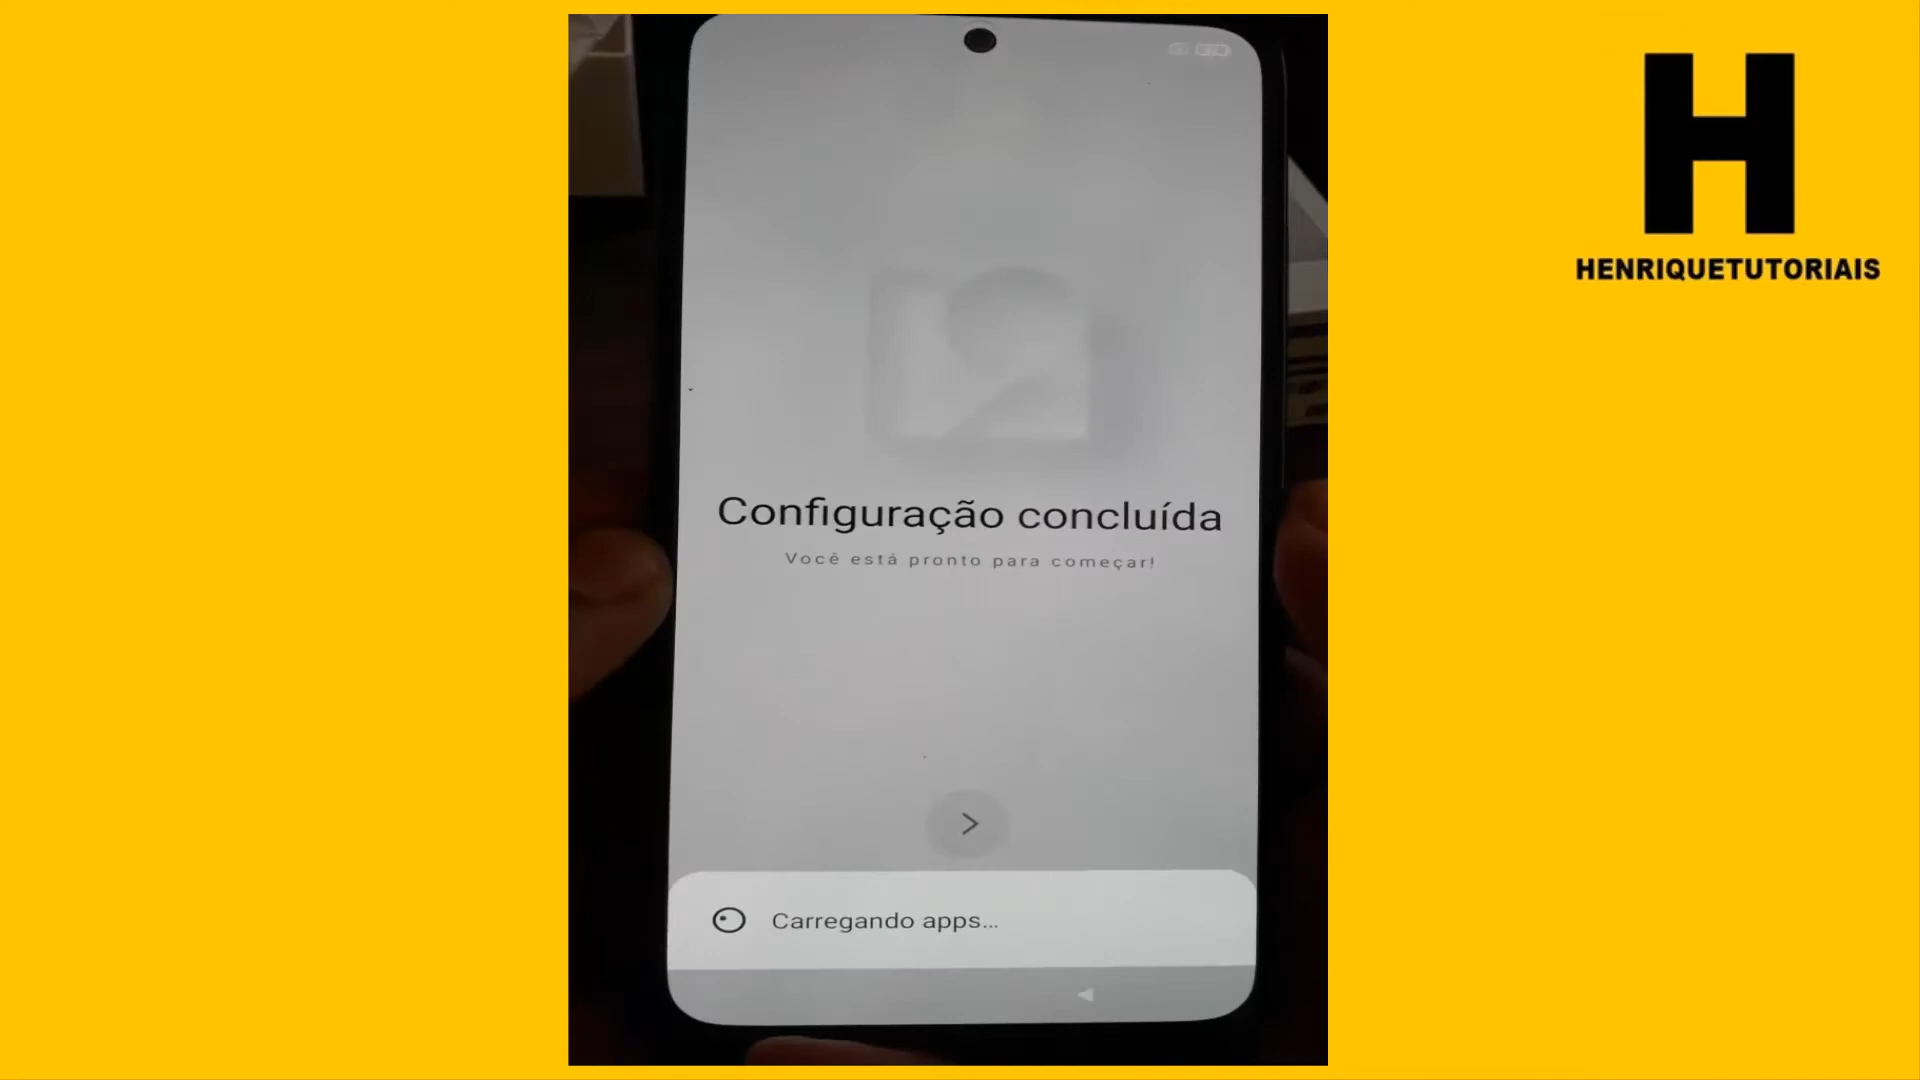 H
HENRIQUETUTORIAIS
Configuração concluída
Você está pronto para começar!
Carregando apps...